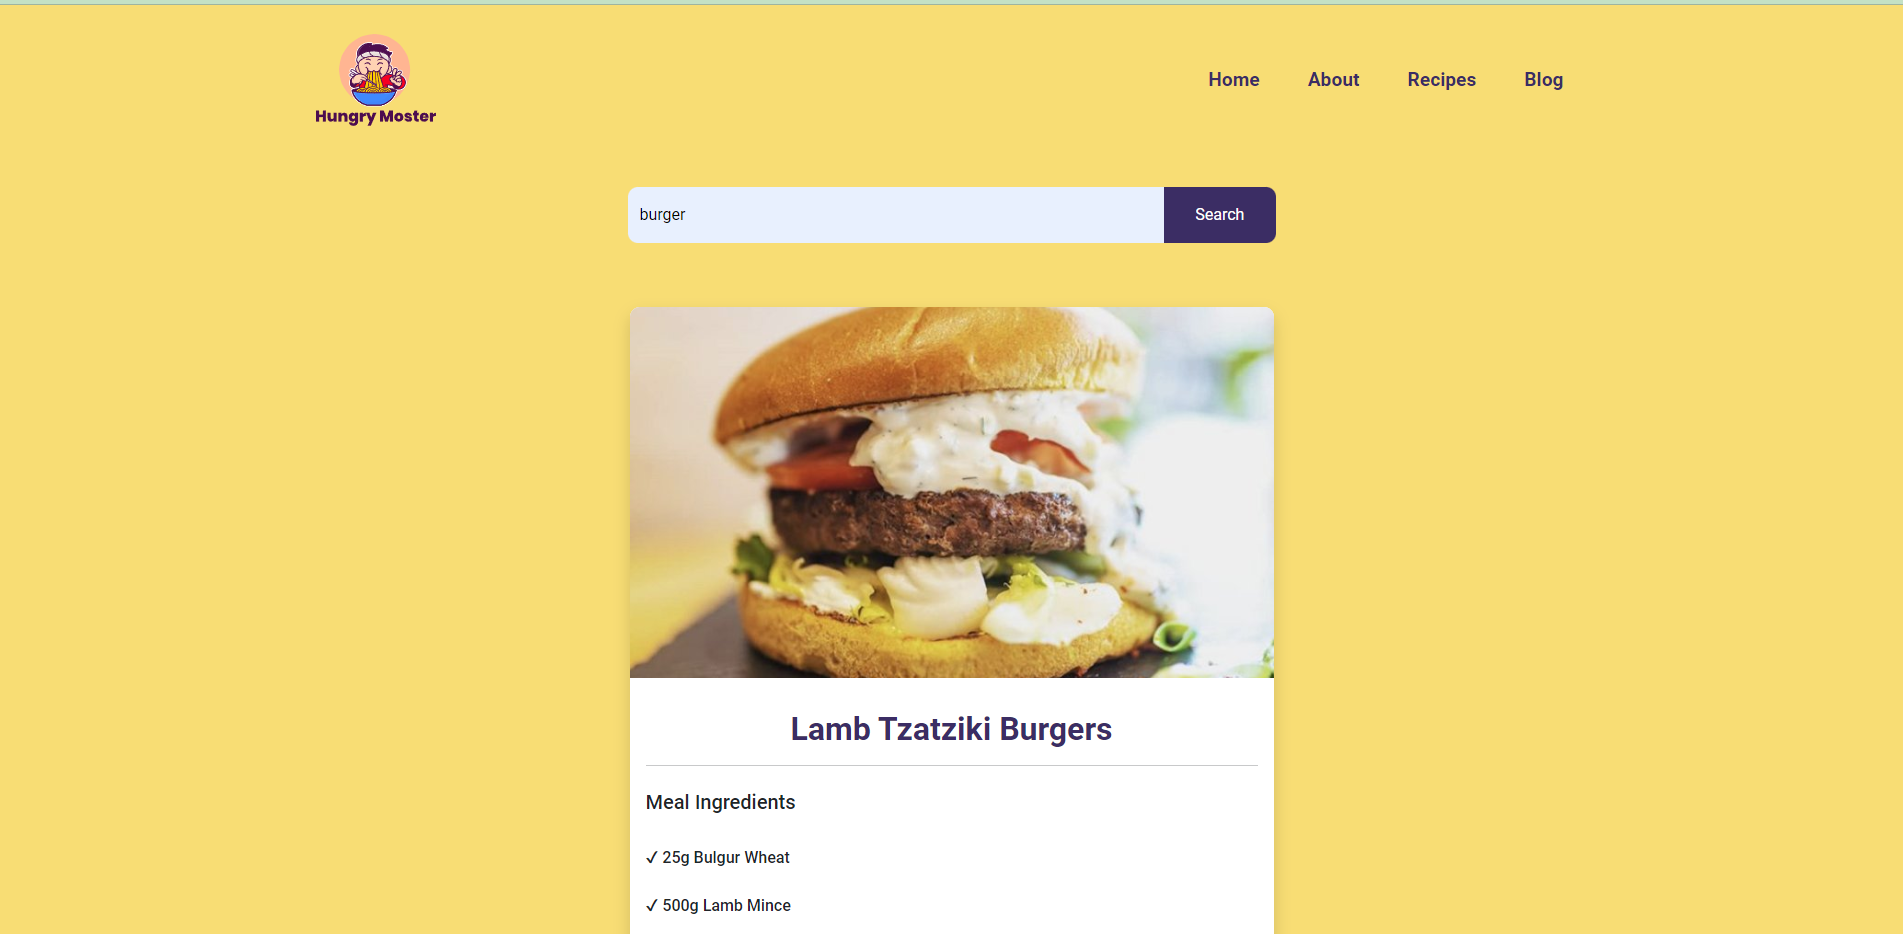 Hungry Moster
Home About Recipes Blog
burger
Search
Lamb Tzatziki Burgers
Meal Ingredients
✓ 25g Bulgur Wheat
✓ 500g Lamb Mince